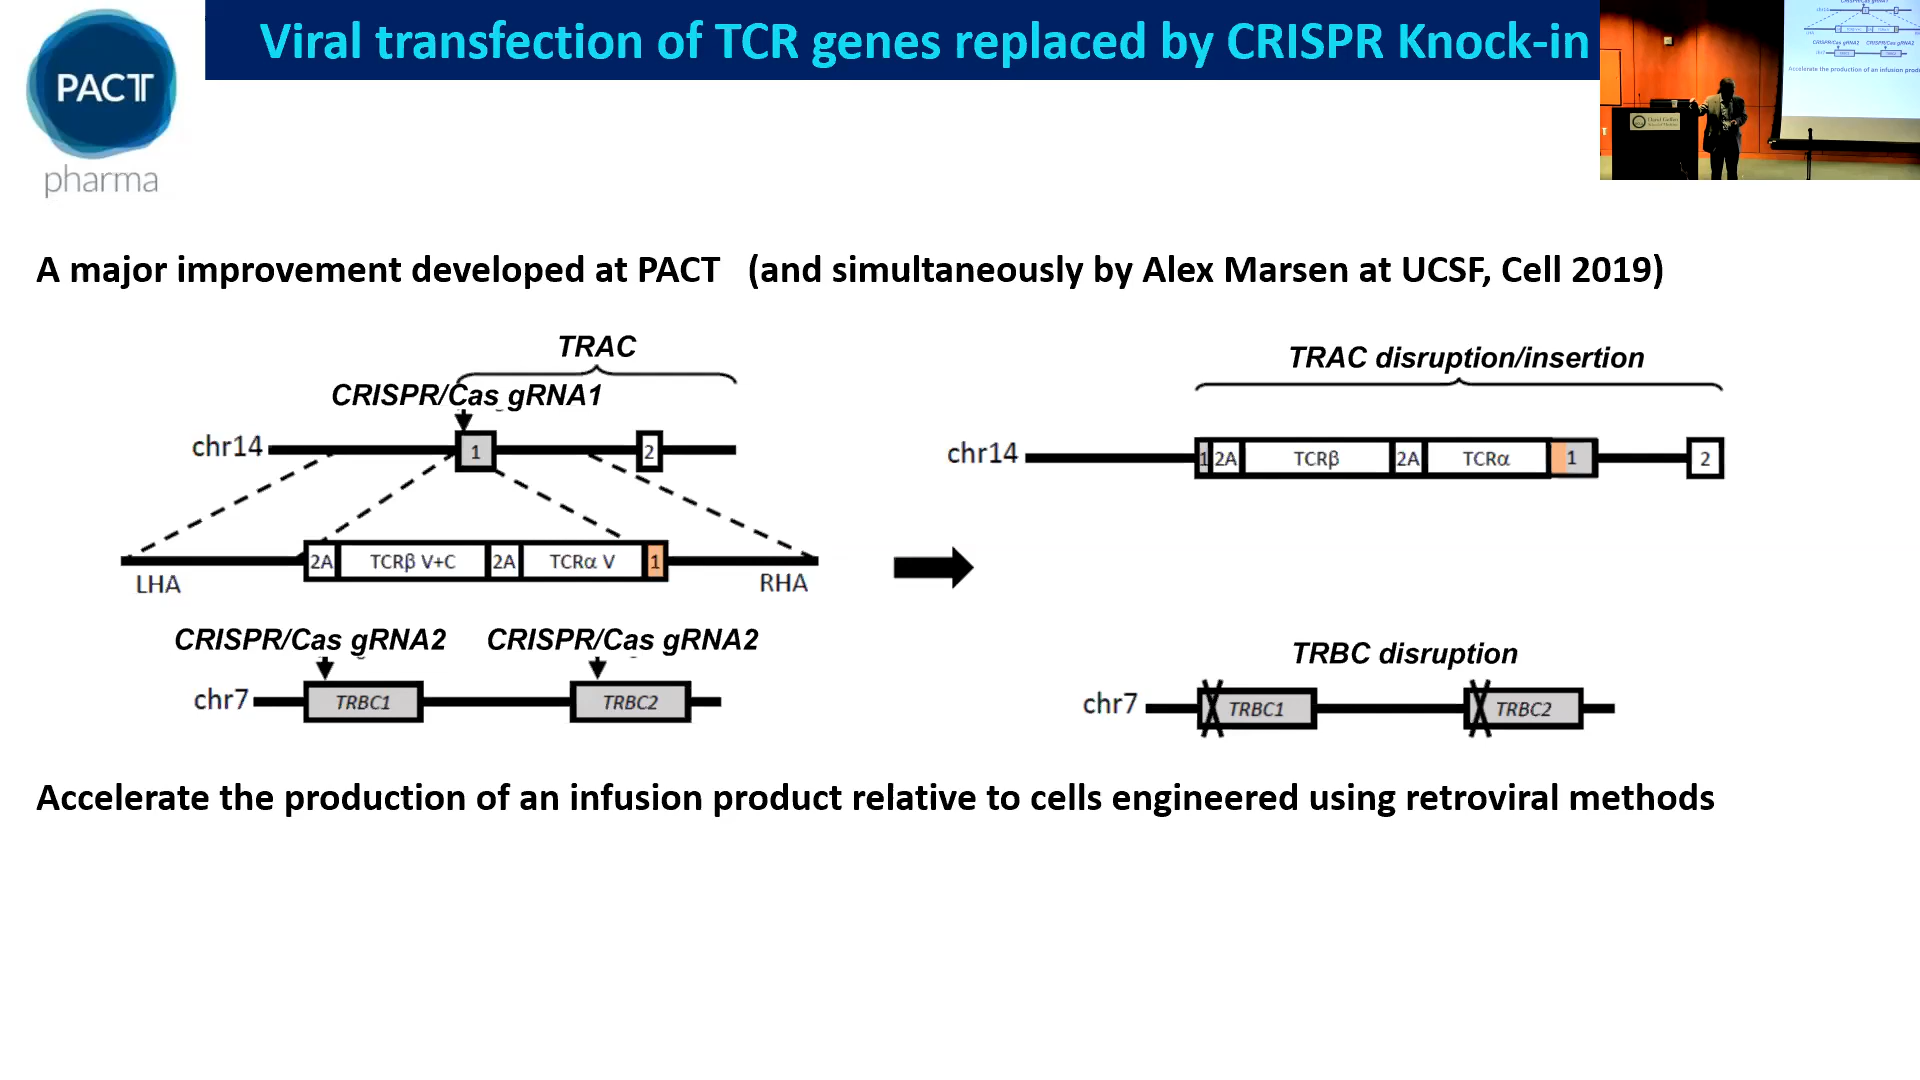 PACT
pharma
Viral transfection of TCR genes replaced by CRISPR Knock-in
A major improvement developed at PACT (and simultaneously by Alex Marsen at UCSF, Cell 2019)
TRAC
CRISPR/Cas gRNA1
chr14
1
2
2A
TCRβ V+C
2A
TCRα V
1
LHA
RHA
CRISPR/Cas gRNA2
CRISPR/Cas gRNA2
chr7
TRBC1
TRBC2
TRAC disruption/insertion
chr14
1
2A
TCRβ
2A
TCRα
1
2
TRBC disruption
chr7
TRBC1
TRBC2
Accelerate the production of an infusion product relative to cells engineered using retroviral methods